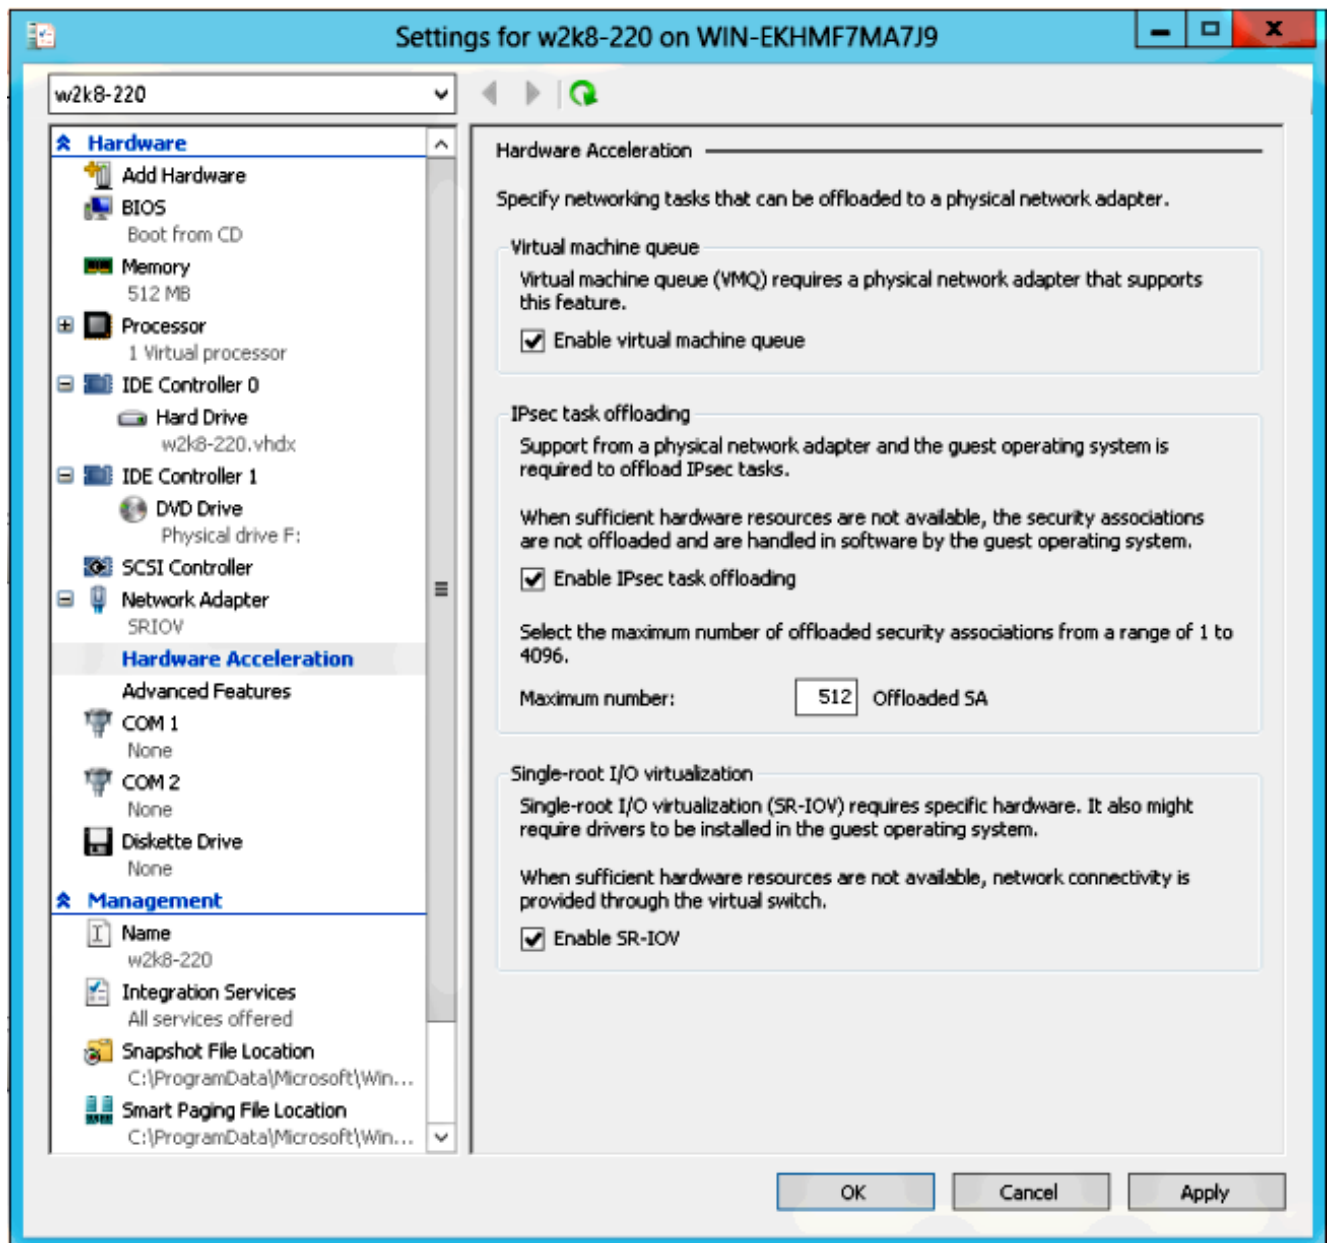 Settings for w2k8-220 on WIN-EKHMF7MA7J9
w2k8-220
Hardware
Add Hardware
BIOS
Boot from CD
Memory
512 MB
Processor
1 Virtual processor
IDE Controller 0
Hard Drive
w2k8-220.vhdx
IDE Controller 1
DVD Drive
Physical drive F:
SCSI Controller
Network Adapter
SRIOV
Hardware Acceleration
Advanced Features
COM 1
None
COM 2
None
Diskette Drive
None
Management
Name
w2k8-220
Integration Services
All services offered
Snapshot File Location
C:\ProgramData\Microsoft\Win...
Smart Paging File Location
C:\ProgramData\Microsoft\Win...
Hardware Acceleration
Specify networking tasks that can be offloaded to a physical network adapter.
Virtual machine queue
Virtual machine queue (VMQ) requires a physical network adapter that supports
this feature.
Enable virtual machine queue
IPsec task offloading
Support from a physical network adapter and the guest operating system is
required to offload IPsec tasks.
When sufficient hardware resources are not available, the security associations
are not offloaded and are handled in software by the guest operating system.
Enable IPsec task offloading
Select the maximum number of offloaded security associations from a range of 1 to
4096.
Maximum number: 512 Offloaded SA
Single-root I/O virtualization
Single-root I/O virtualization (SR-IOV) requires specific hardware. It also might
require drivers to be installed in the guest operating system.
When sufficient hardware resources are not available, network connectivity is
provided through the virtual switch.
Enable SR-IOV
OK Cancel Apply